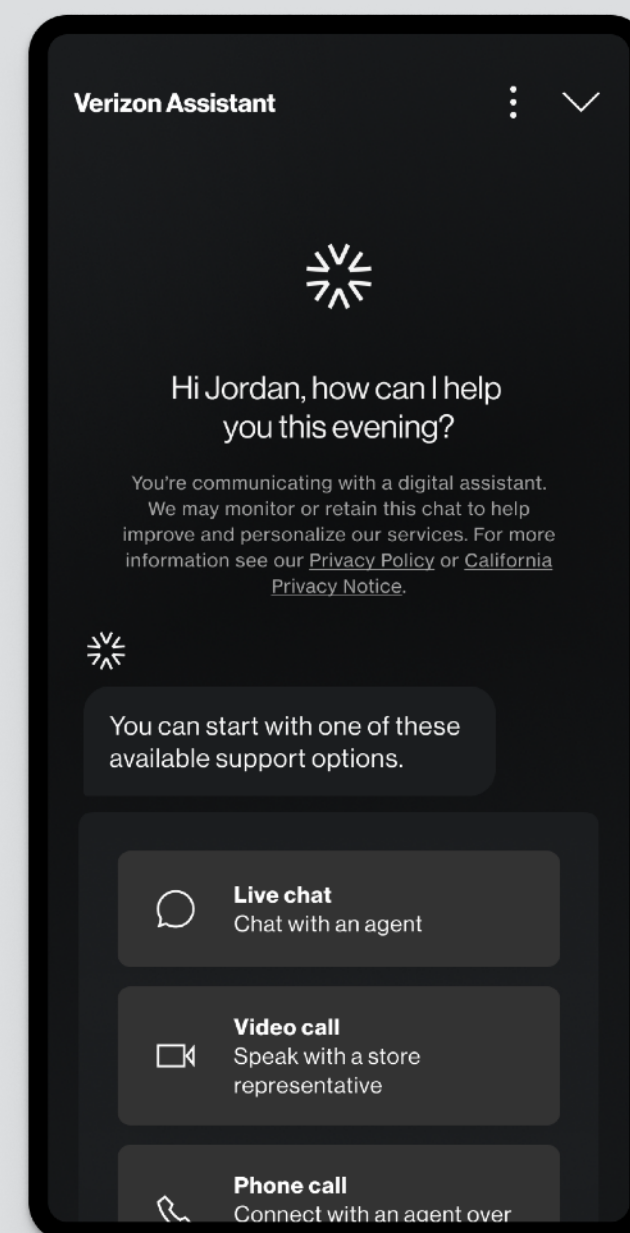 Verizon Assistant
Hi Jordan, how can I help
you this evening?
You're communicating with a digital assistant.
We may monitor or retain this chat to help
improve and personalize our services. For more
information see our Privacy Policy or California
Privacy Notice.
You can start with one of these
available support options.
Live chat
Chat with an agent
Video call
Speak with a store
representative
Phone call
Connect with an agent over